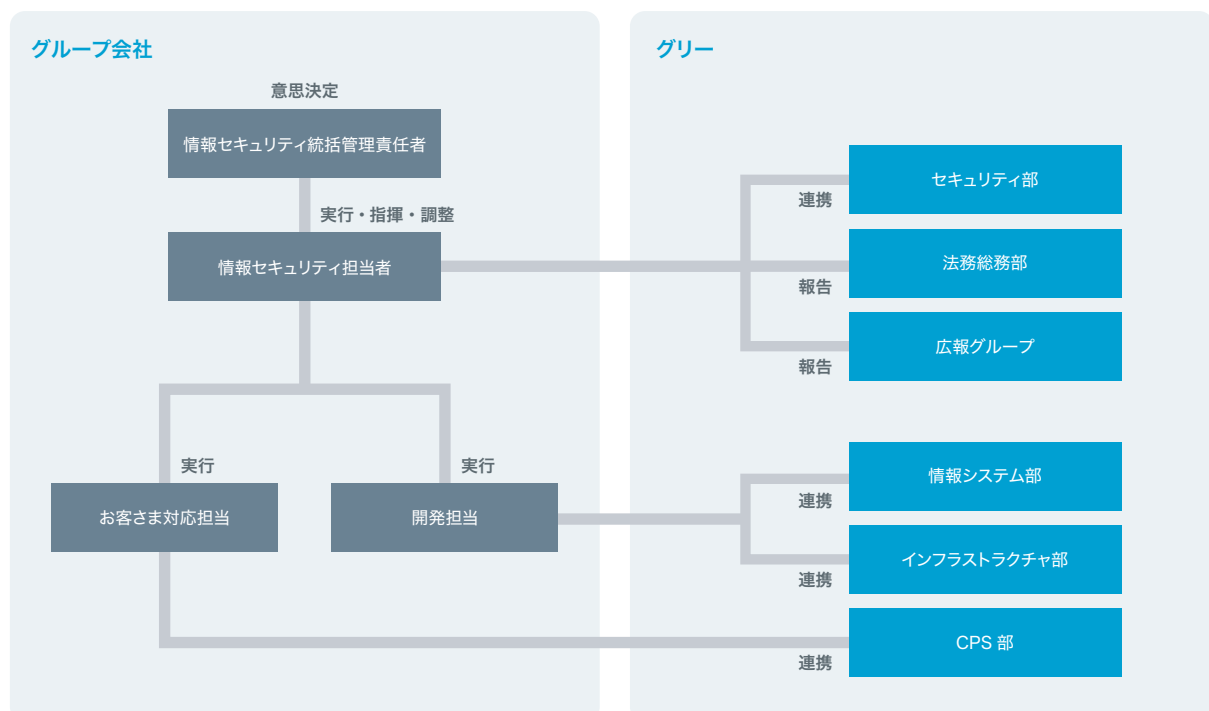 グループ会社
意思決定
情報セキュリティ統括管理責任者
実行・指揮・調整
情報セキュリティ担当者
実行
実行
お客さま対応担当
開発担当
グリー
セキュリティ部
連携
法務総務部
報告
広報グループ
報告
情報システム部
連携
インフラストラクチャ部
連携
CPS 部
連携